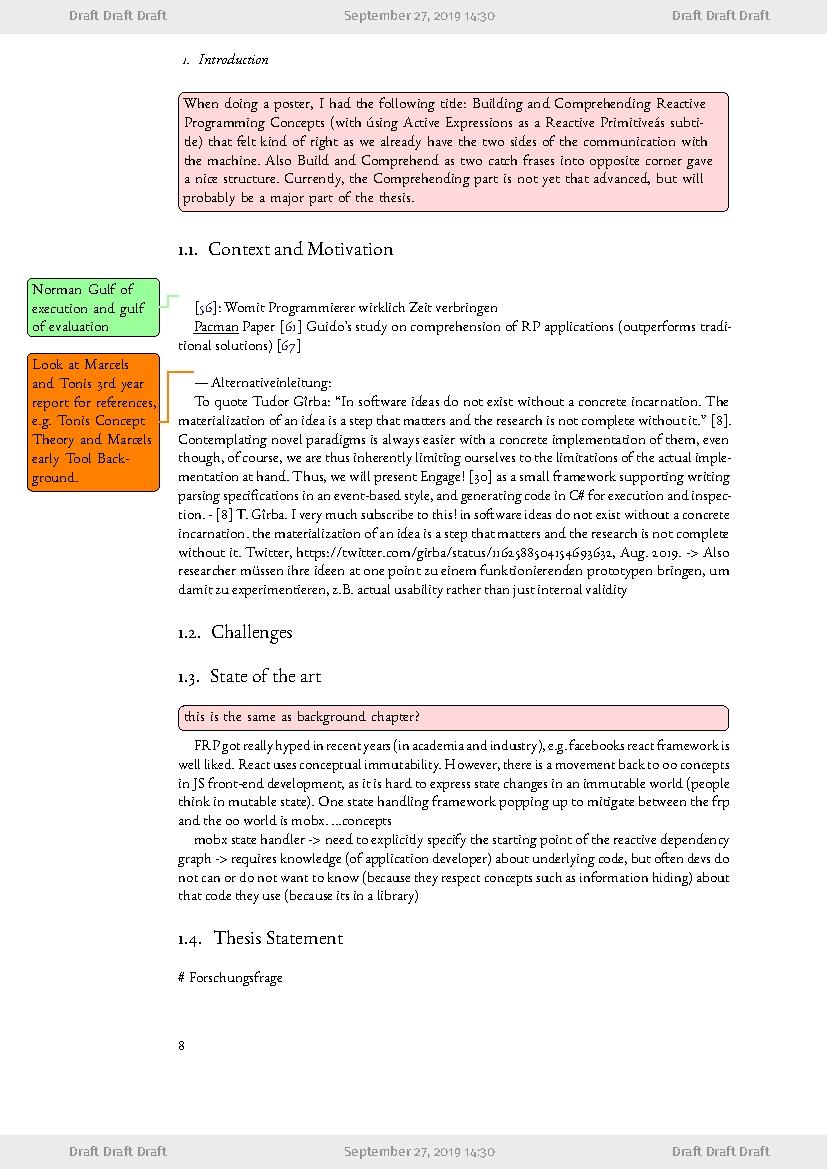 Draft Draft Draft September 27, 2019 14:30 Draft Draft Draft
1. Introduction
When doing a poster, I had the following title: Building and Comprehending Reactive
Programming Concepts (with úsing Active Expressions as a Reactive Primitiveás subti-
tle) that felt kind of right as we already have the two sides of the communication with
the machine. Also Build and Comprehend as two catch frases into opposite corner gave
a nice structure. Currently, the Comprehending part is not yet that advanced, but will
probably be a major part of the thesis.
1.1. Context and Motivation
Norman Gulf of
execution and gulf
of evaluation
[56]: Womit Programmierer wirklich Zeit verbringen
Pacman Paper [61] Guido's study on comprehension of RP applications (outperforms tradi-
tional solutions) [67]
Look at Marcels
and Tonis 3rd year
report for references,
e.g. Tonis Concept
Theory and Marcels
early Tool Back-
ground.
— Alternativeinleitung:
To quote Tudor Gîrba: “In software ideas do not exist without a concrete incarnation. The
materialization of an idea is a step that matters and the research is not complete without it.” [8].
Contemplating novel paradigms is always easier with a concrete implementation of them, even
though, of course, we are thus inherently limiting ourselves to the limitations of the actual imple-
mentation at hand. Thus, we will present Engage! [30] as a small framework supporting writing
parsing specifications in an event-based style, and generating code in C# for execution and inspec-
tion. - [8] T. Gîrba. I very much subscribe to this! in software ideas do not exist without a concrete
incarnation. the materialization of an idea is a step that matters and the research is not complete
without it. Twitter, https://twitter.com/girba/status/1162588504154693632, Aug. 2019. -> Also
researcher müssen ihre ideen at one point zu einem funktionierenden prototypen bringen, um
damit zu experimentieren, z.B. actual usability rather than just internal validity
1.2. Challenges
1.3. State of the art
this is the same as background chapter?
FRP got really hyped in recent years (in academia and industry), e.g. facebooks react framework is
well liked. React uses conceptual immutability. However, there is a movement back to oo concepts
in JS front-end development, as it is hard to express state changes in an immutable world (people
think in mutable state). One state handling framework popping up to mitigate between the frp
and the oo world is mobx. ...concepts
mobx state handler -> need to explicitly specify the starting point of the reactive dependency
graph -> requires knowledge (of application developer) about underlying code, but often devs do
not can or do not want to know (because they respect concepts such as information hiding) about
that code they use (because its in a library)
1.4. Thesis Statement
# Forschungsfrage
8
Draft Draft Draft September 27, 2019 14:30 Draft Draft Draft